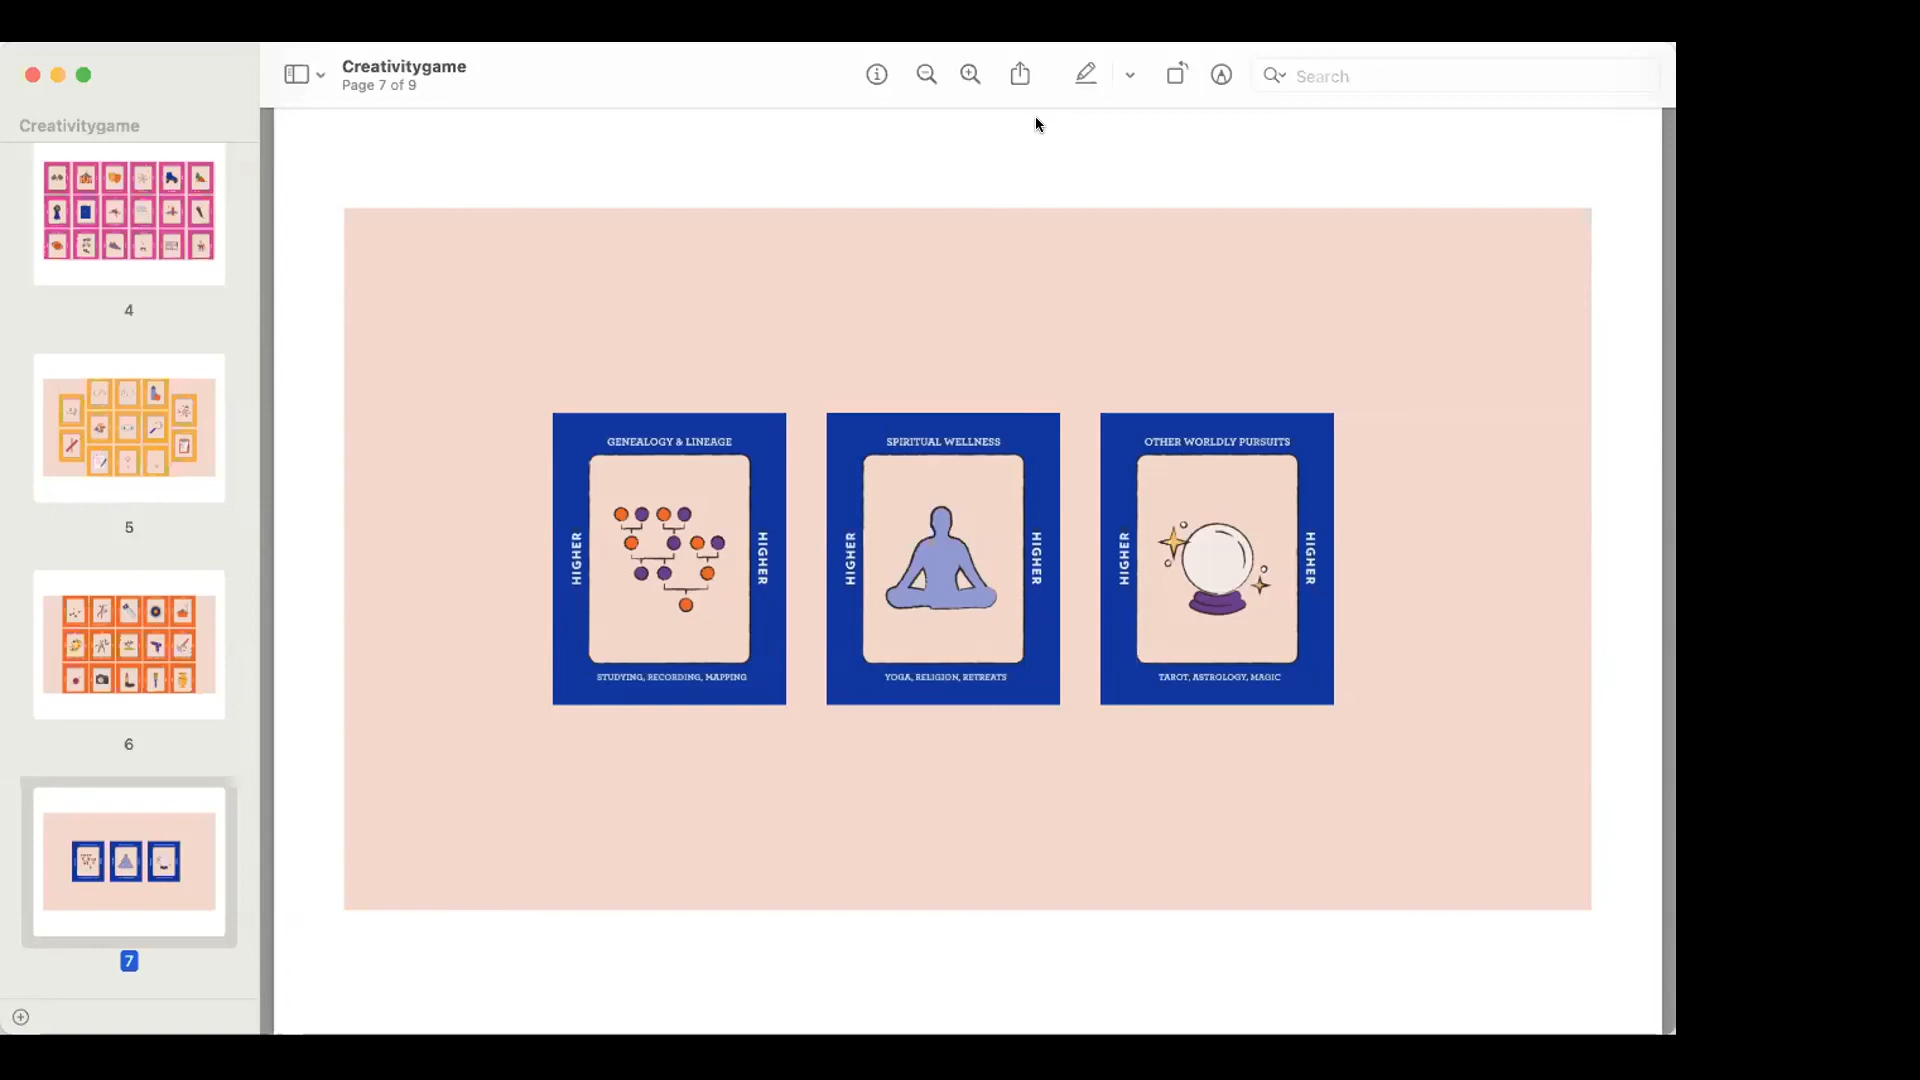 Creativitygame
Page 7 of 9
Search
Creativitygame
4
5
6
7
GENEALOGY & LINEAGE
HIGHER
HIGHER
STUDYING, RECORDING, MAPPING
SPIRITUAL WELLNESS
HIGHER
HIGHER
YOGA, RELIGION, RETREATS
OTHER WORLDLY PURSUITS
HIGHER
HIGHER
TAROT, ASTROLOGY, MAGIC